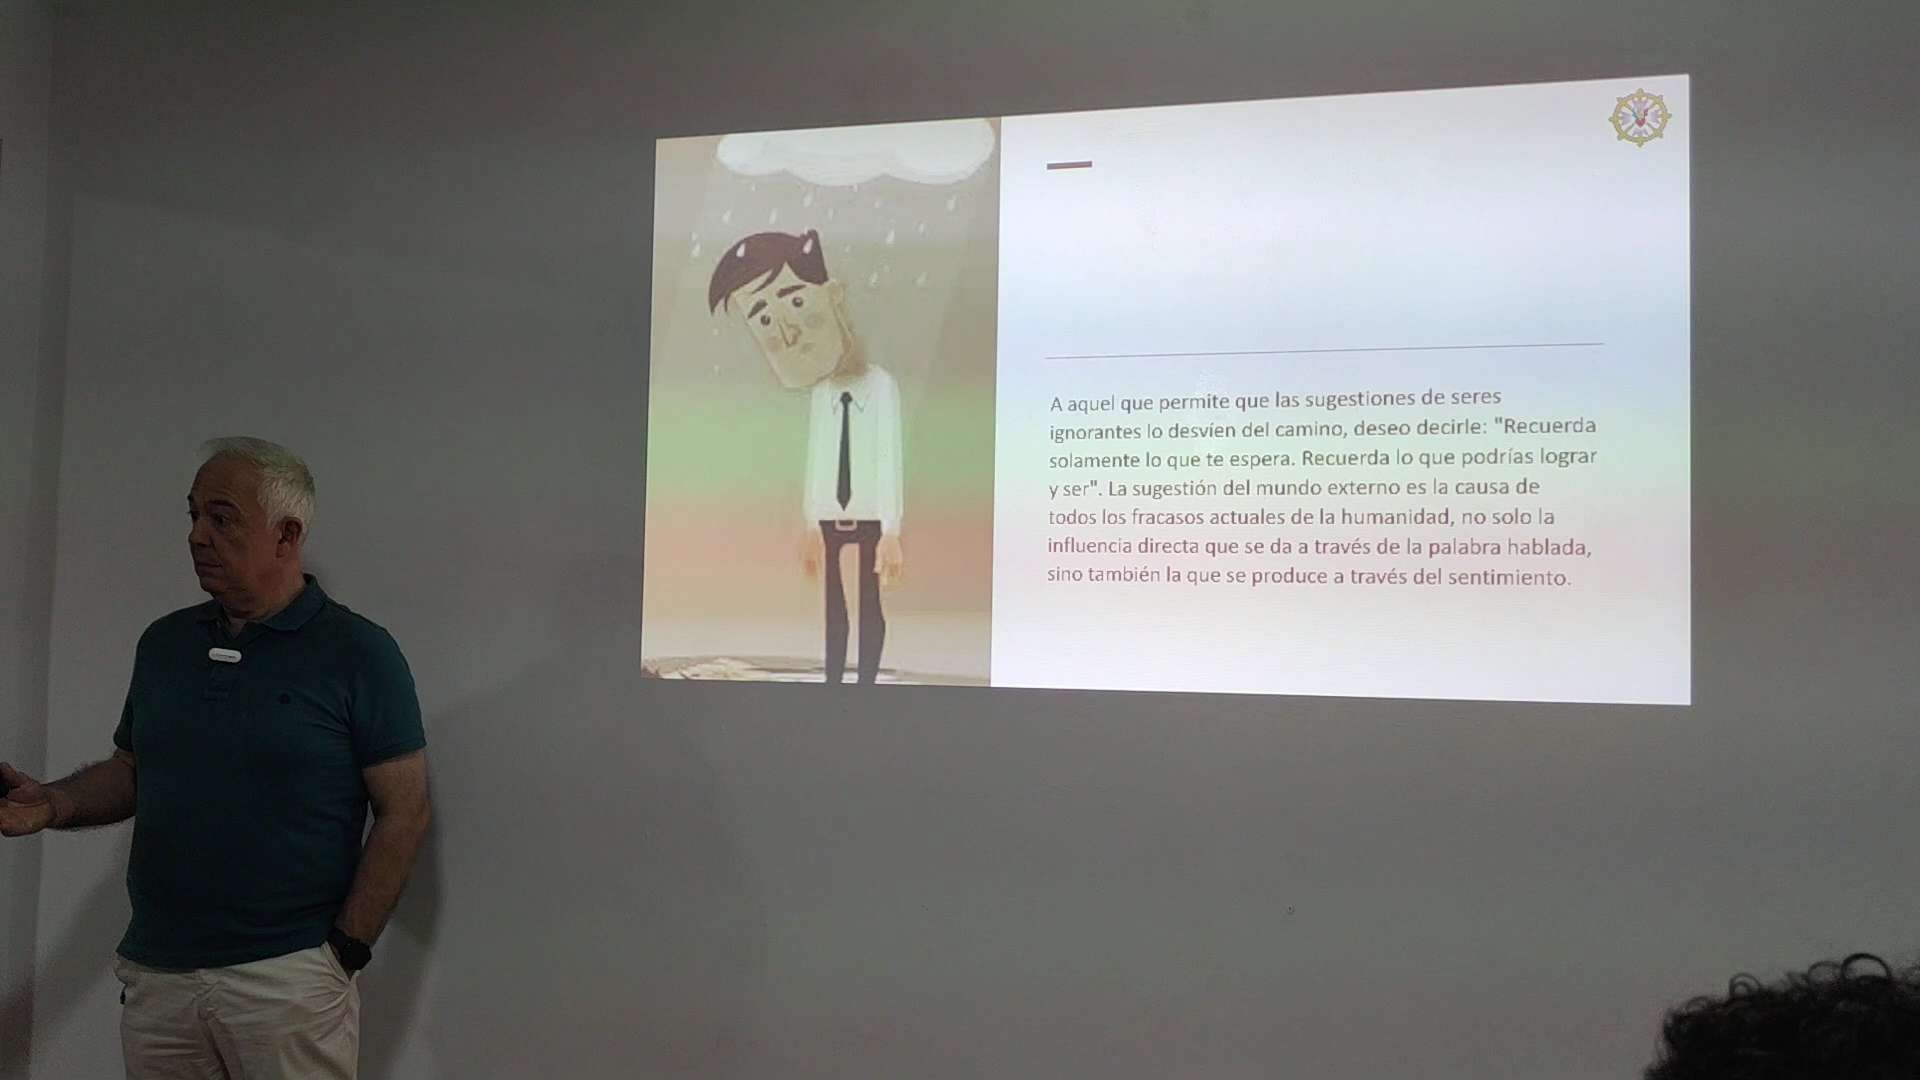 A aquel que permite que las sugestiones de seres
ignorantes lo desvíen del camino, deseo decirle: "Recuerda
solamente lo que te espera. Recuerda lo que podrías lograr
y ser". La sugestión del mundo externo es la causa de
todos los fracasos actuales de la humanidad, no solo la
influencia directa que se da a través de la palabra hablada,
sino también la que se produce a través del sentimiento.